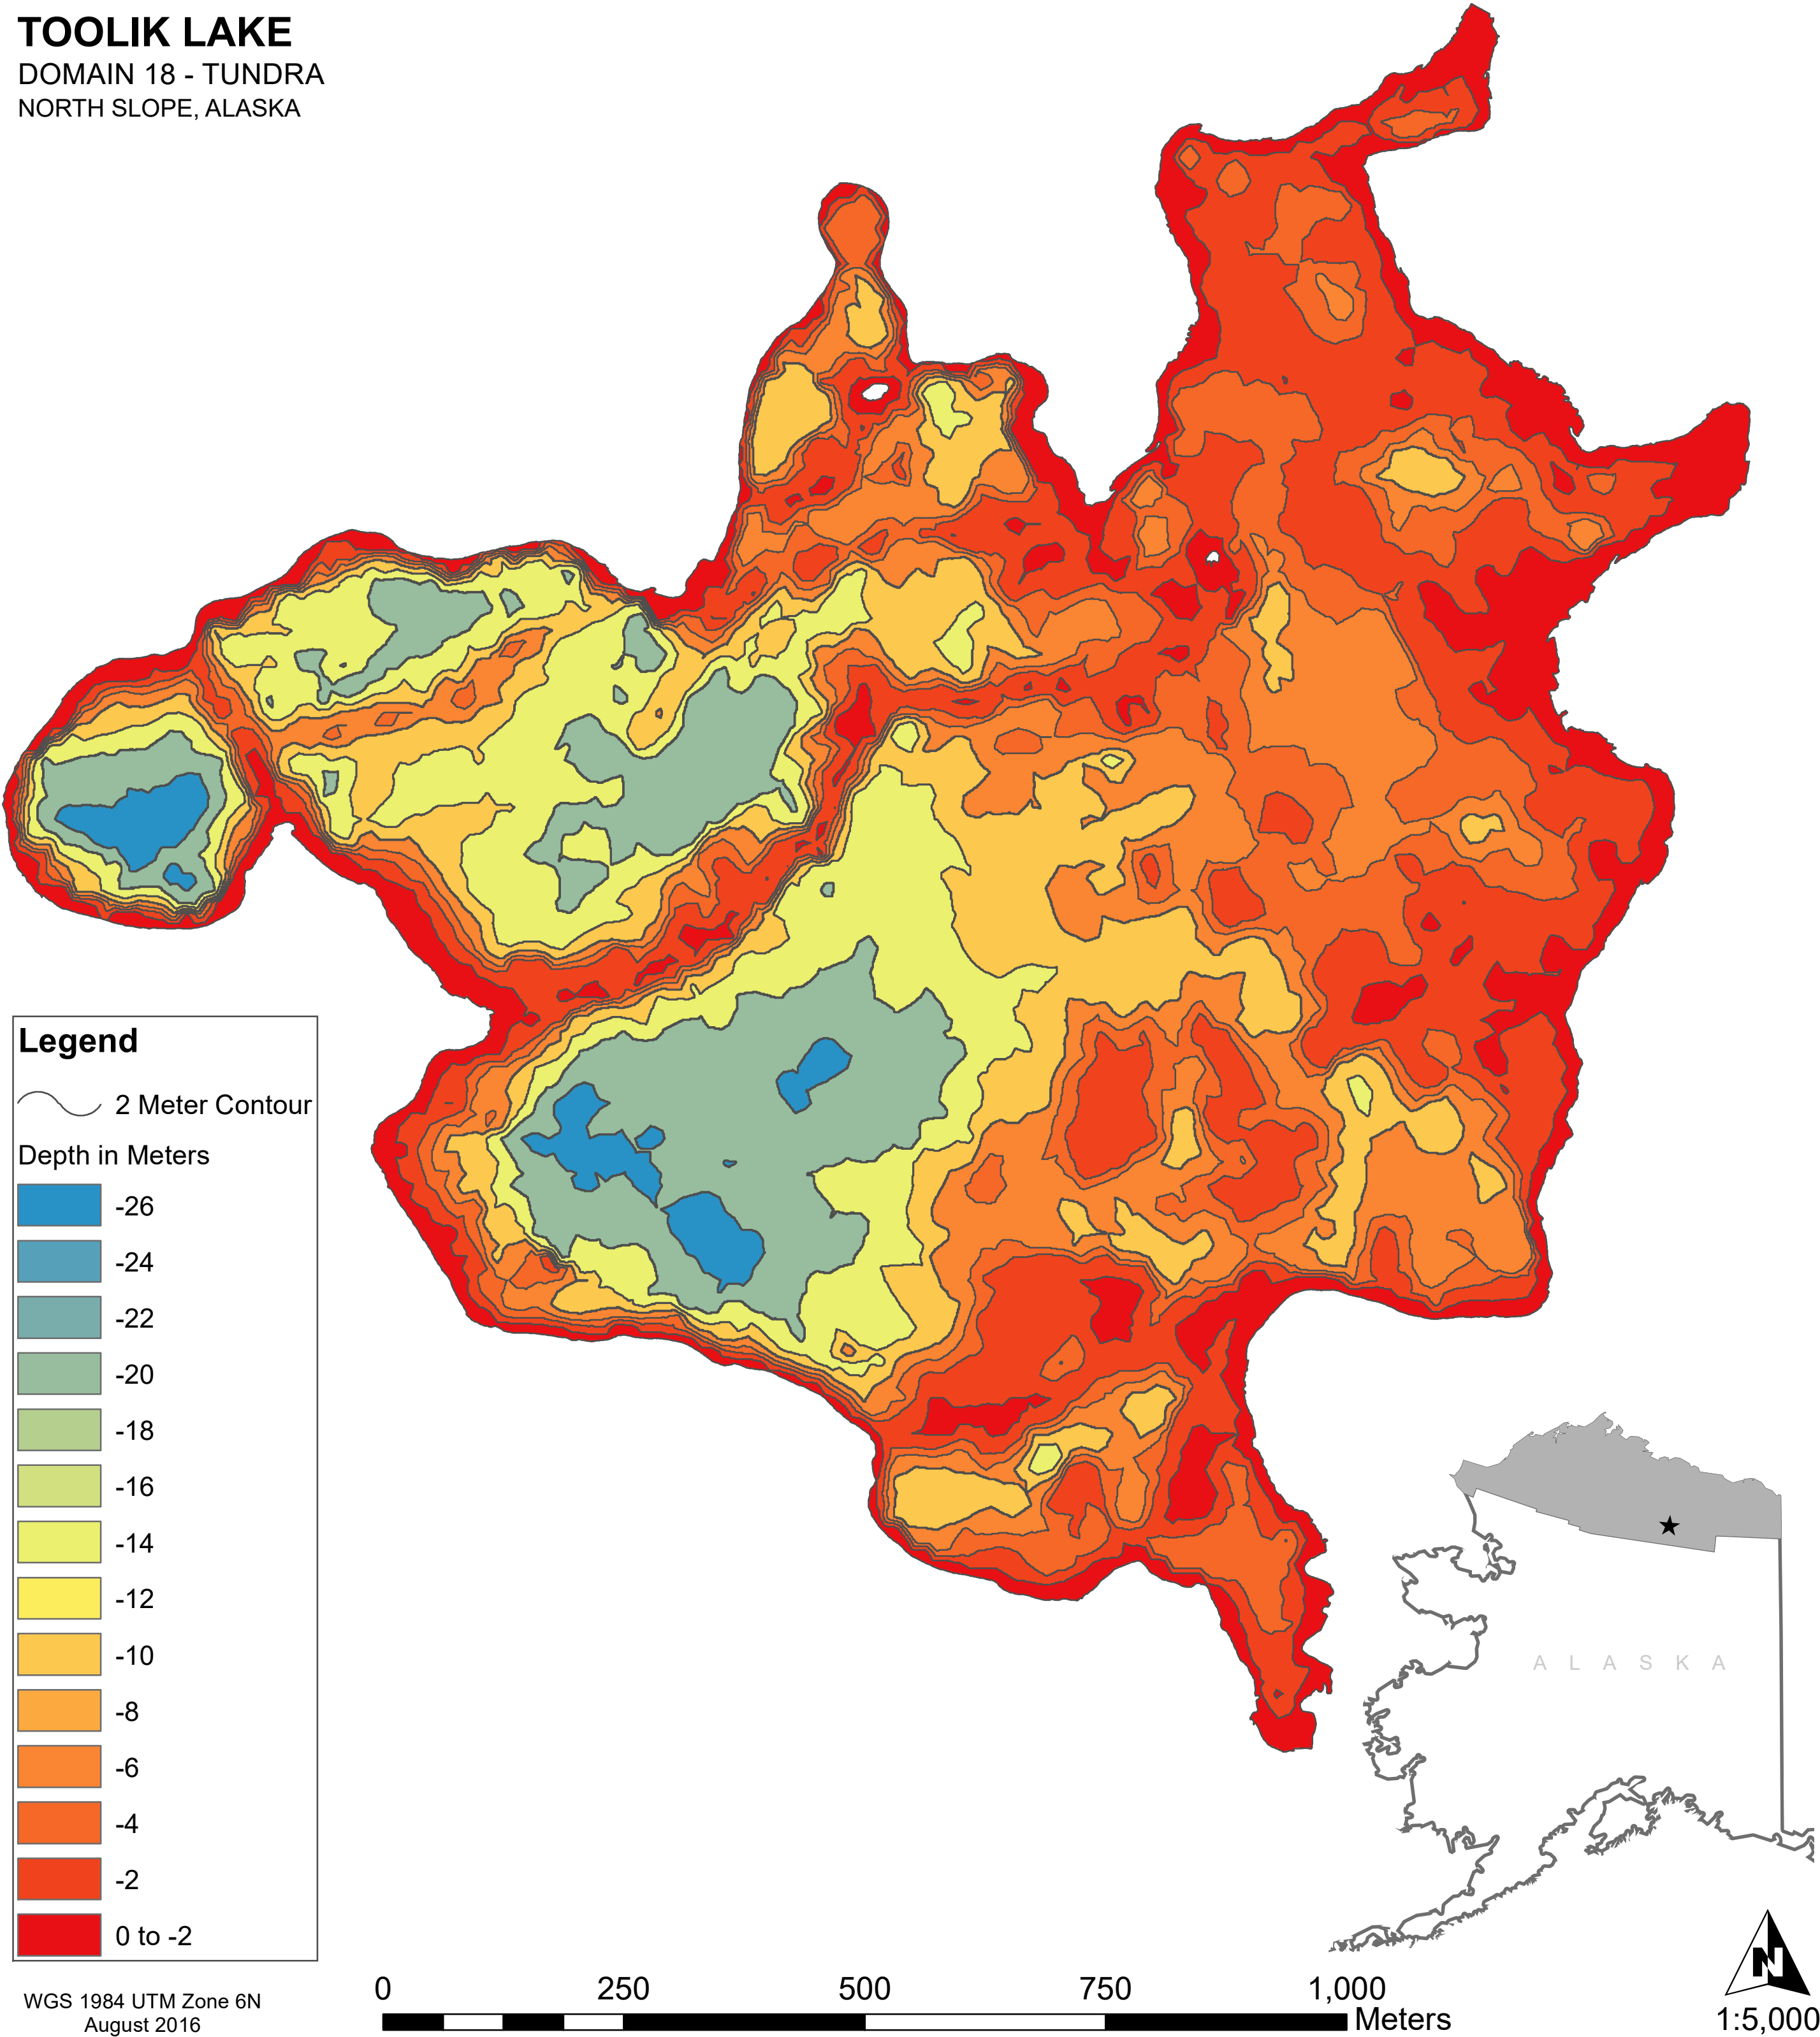 TOOLIK LAKE
DOMAIN 18 - TUNDRA
NORTH SLOPE, ALASKA
Legend
2 Meter Contour
Depth in Meters
-26
-24
-22
-20
-18
-16
-14
-12
-10
-8
-6
-4
-2
0 to -2
WGS 1984 UTM Zone 6N
August 2016
0 250 500 750 1,000
Meters
ALASKA
N
1:5,000